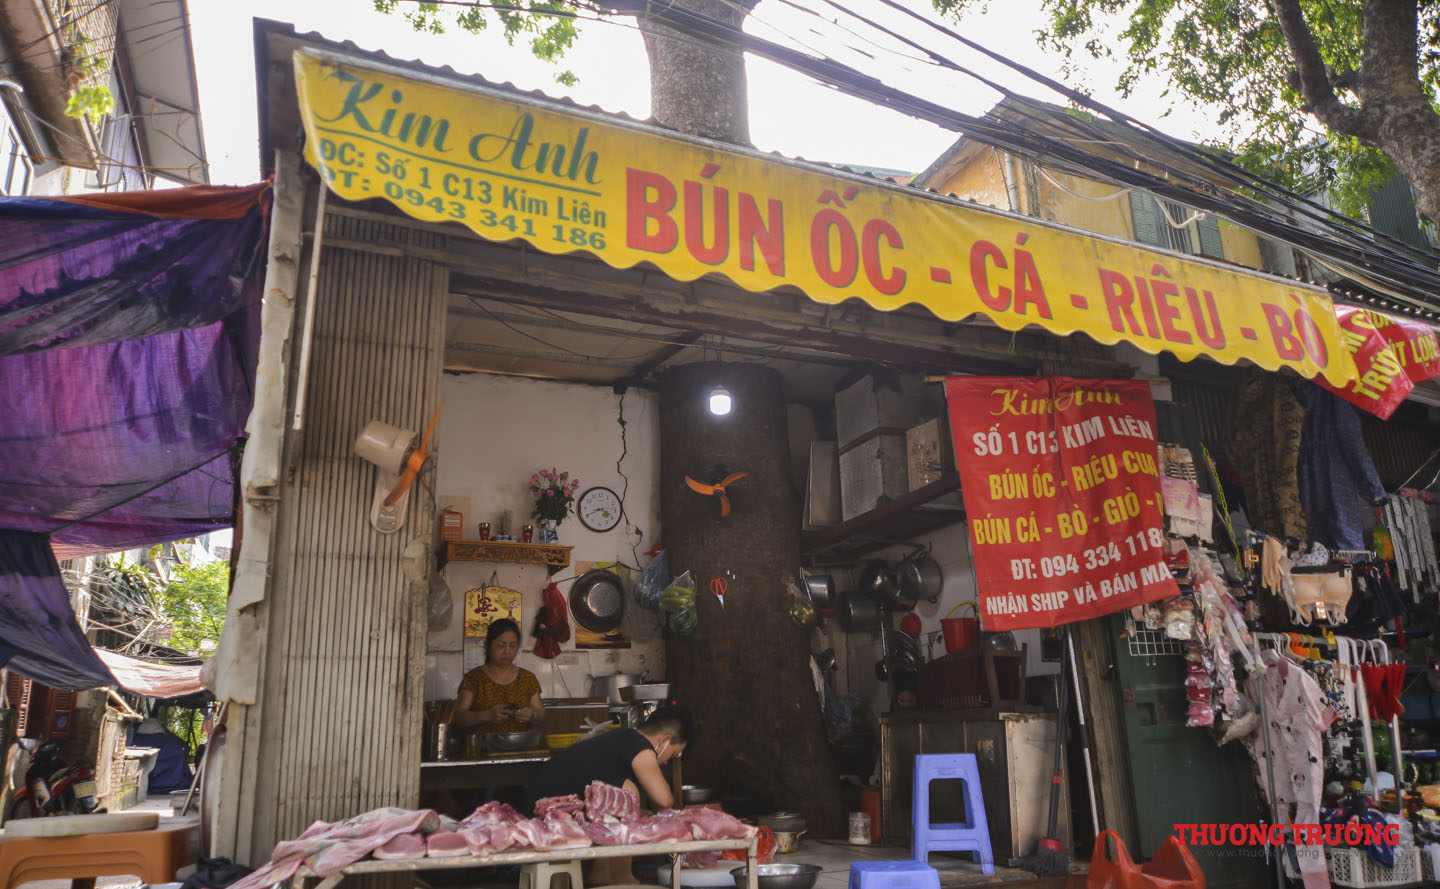 Kim Anh
ĐC: Số 1 C13 Kim Liên
ĐT: 0943 341 186
BÚN ỐC - CÁ - RIÊU - BÒ
Kim Anh
SỐ 1 C13 KIM LIÊN
BÚN ỐC - RIÊU CUA
BÚN CÁ - BÒ - GIÒ -
ĐT: 094 334 118
NHẬN SHIP VÀ BÁN MA
THUONG TRUONG